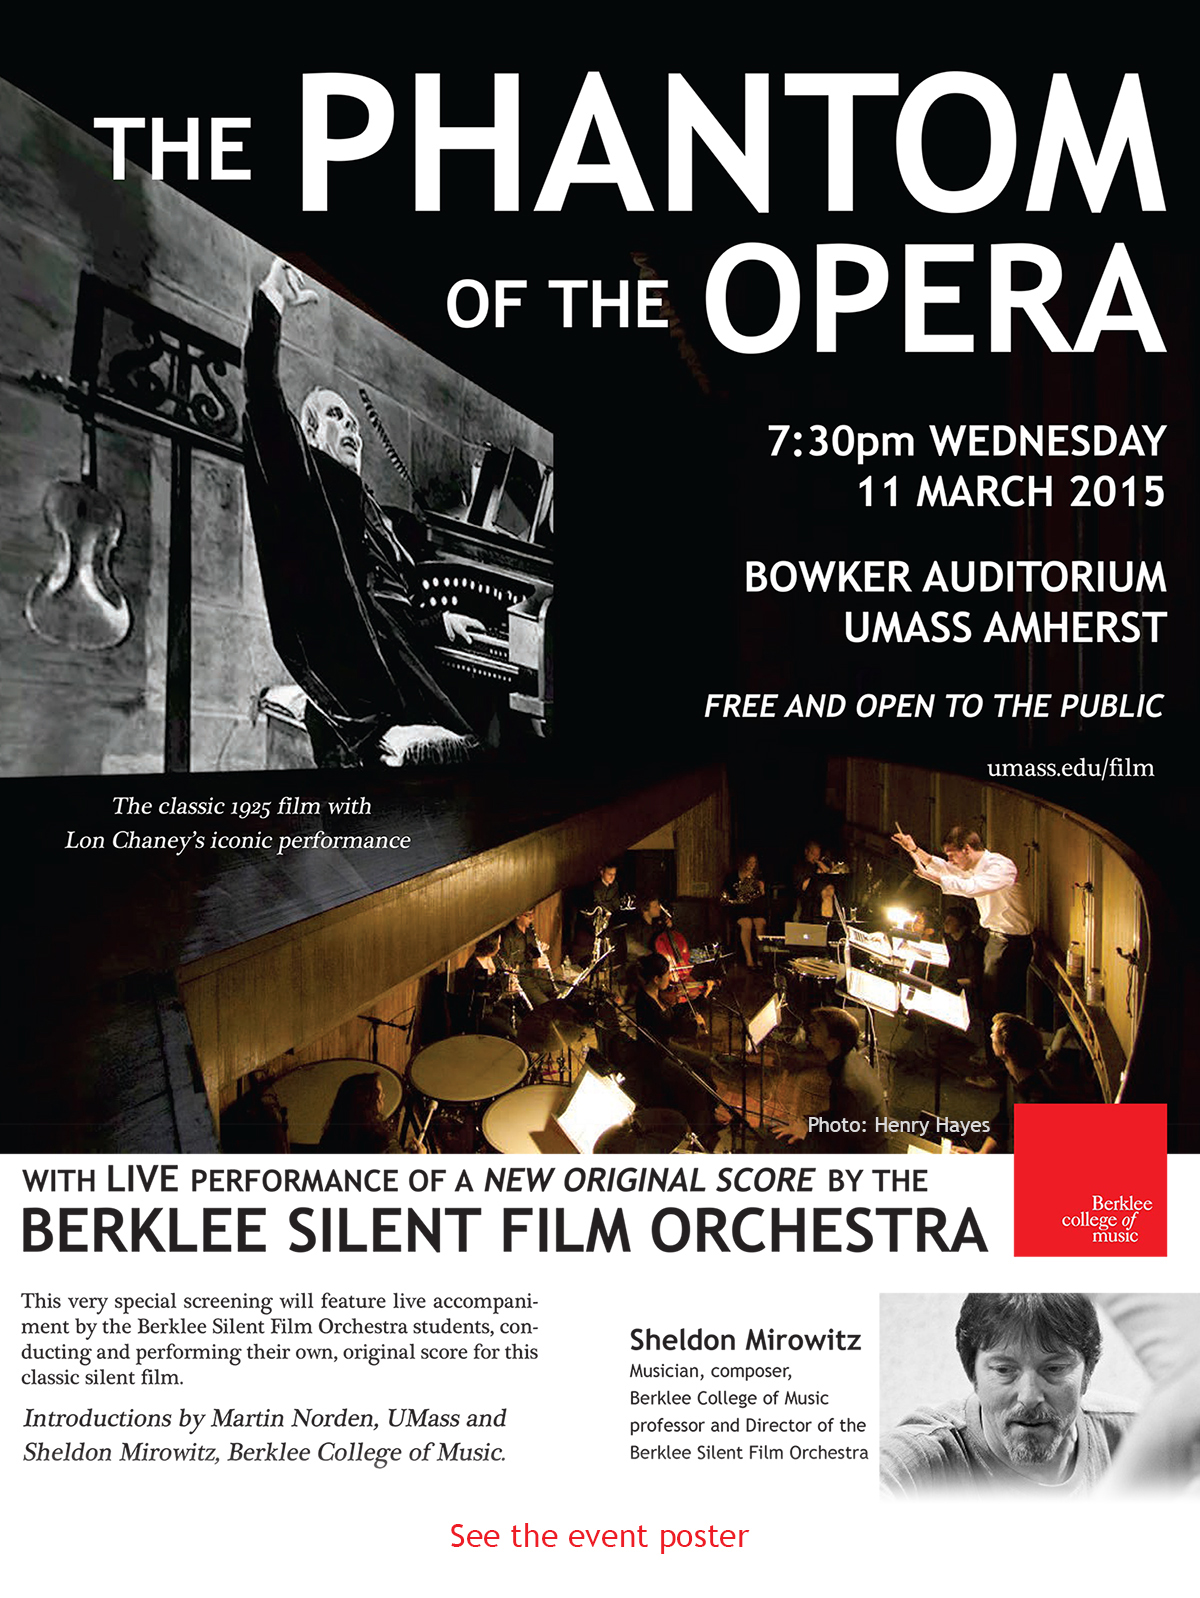 THE PHANTOM
OF THE OPERA
7:30pm WEDNESDAY
11 MARCH 2015
BOWKER AUDITORIUM
UMASS AMHERST
FREE AND OPEN TO THE PUBLIC
umass.edu/film
The classic 1925 film with
Lon Chaney's iconic performance
Photo: Henry Hayes
WITH LIVE PERFORMANCE OF A NEW ORIGINAL SCORE BY THE
BERKLEE SILENT FILM ORCHESTRA
Berklee
college of
music
This very special screening will feature live accompani-
ment by the Berklee Silent Film Orchestra students, con-
ducting and performing their own, original score for this
classic silent film.
Introductions by Martin Norden, UMass and
Sheldon Mirowitz, Berklee College of Music.
Sheldon Mirowitz
Musician, composer,
Berklee College of Music
professor and Director of the
Berklee Silent Film Orchestra
See the event poster